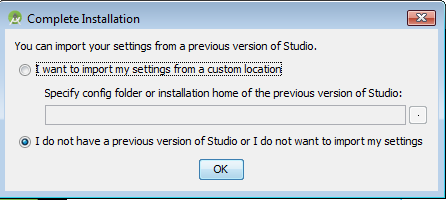 Complete Installation
You can import your settings from a previous version of Studio.
I want to import my settings from a custom location
Specify config folder or installation home of the previous version of Studio:
.
I do not have a previous version of Studio or I do not want to import my settings
OK